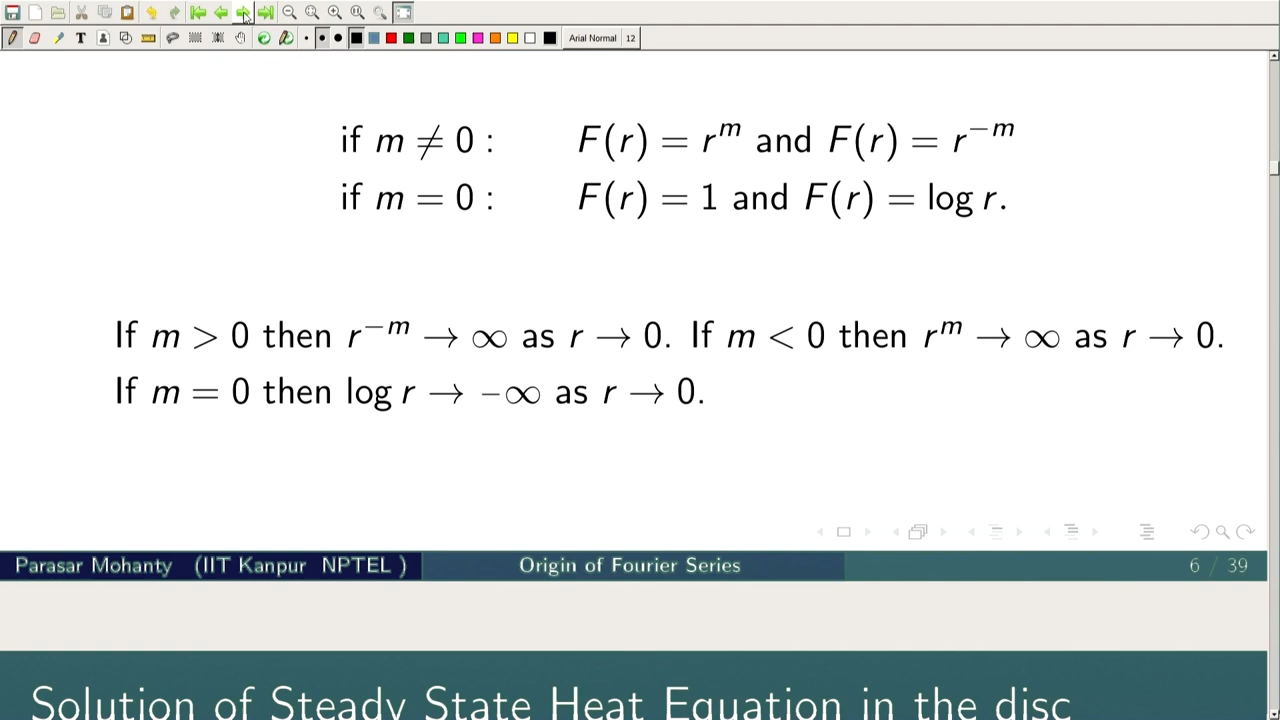 T
Arial Normal 12
if m ≠ 0 : F(r) = r^m and F(r) = r^{−m}
if m = 0 : F(r) = 1 and F(r) = log r.
If m > 0 then r^{−m} → ∞ as r → 0. If m < 0 then r^m → ∞ as r → 0.
If m = 0 then log r → −∞ as r → 0.
Parasar Mohanty (IIT Kanpur NPTEL ) Origin of Fourier Series 6 / 39
Solution of Steady State Heat Equation in the disc